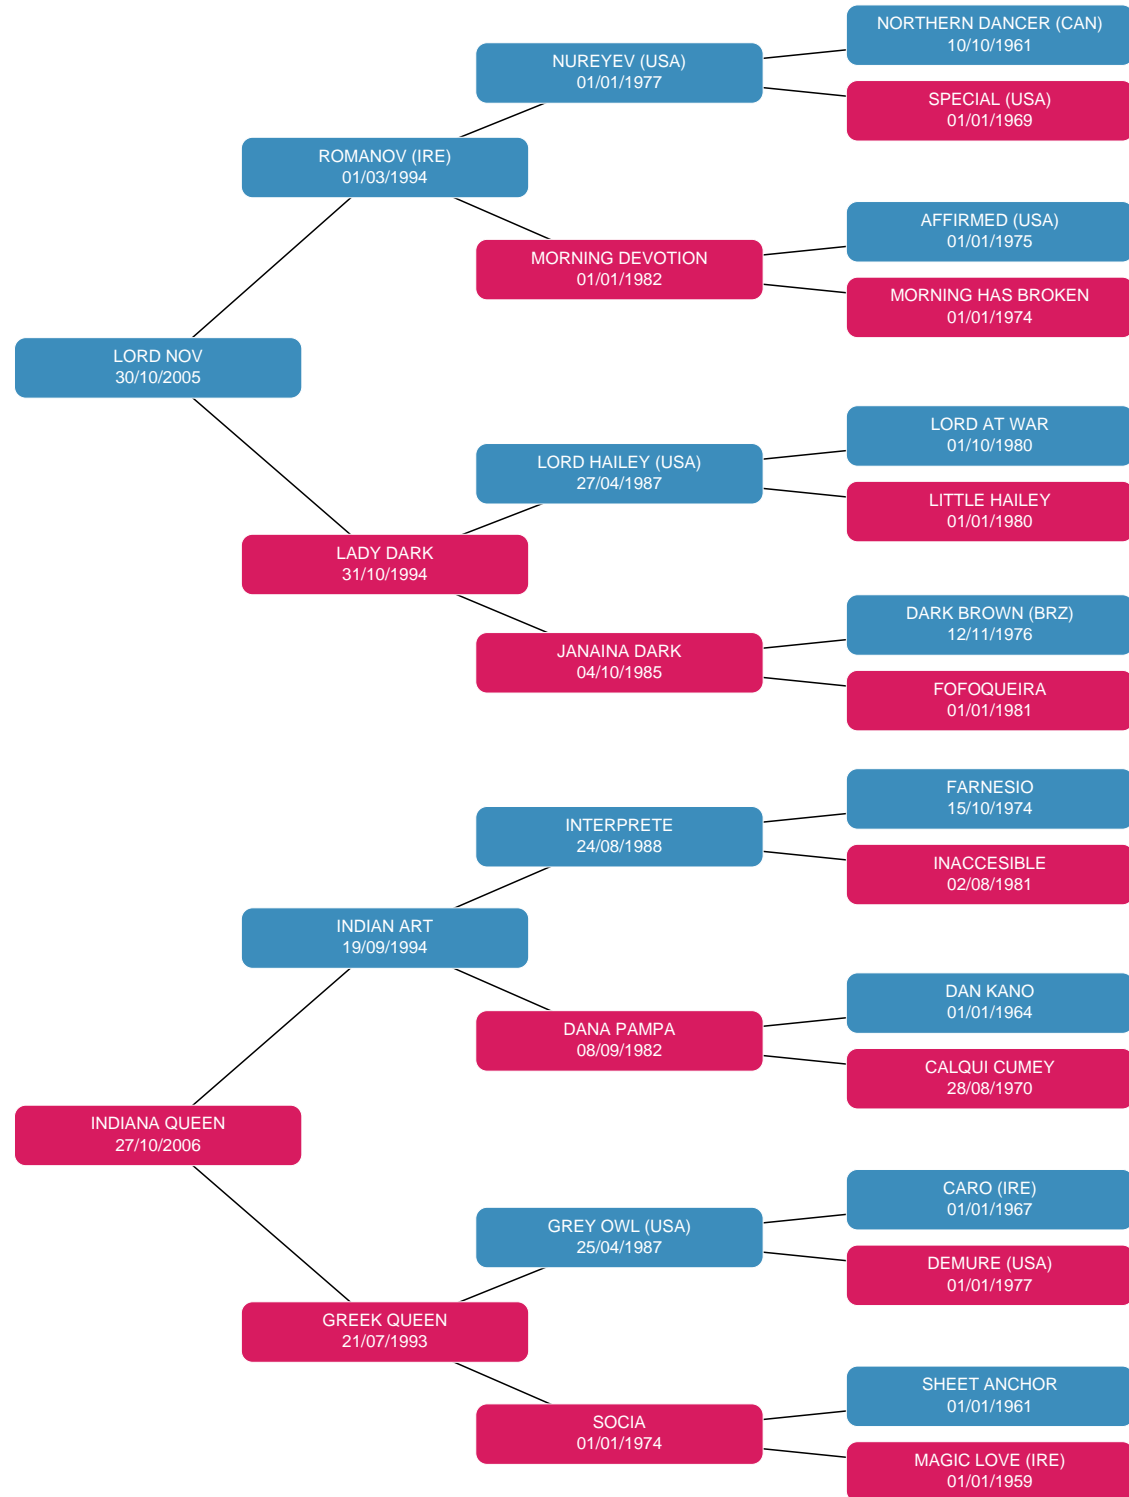 NORTHERN DANCER (CAN)
10/10/1961
NUREYEV (USA)
01/01/1977
SPECIAL (USA)
01/01/1969
ROMANOV (IRE)
01/03/1994
AFFIRMED (USA)
01/01/1975
MORNING DEVOTION
01/01/1982
MORNING HAS BROKEN
01/01/1974
LORD NOV
30/10/2005
LORD AT WAR
01/10/1980
LORD HAILEY (USA)
27/04/1987
LITTLE HAILEY
01/01/1980
LADY DARK
31/10/1994
DARK BROWN (BRZ)
12/11/1976
JANAINA DARK
04/10/1985
FOFOQUEIRA
01/01/1981
FARNESIO
15/10/1974
INTERPRETE
24/08/1988
INACCESIBLE
02/08/1981
INDIAN ART
19/09/1994
DAN KANO
01/01/1964
DANA PAMPA
08/09/1982
CALQUI CUMEY
28/08/1970
INDIANA QUEEN
27/10/2006
CARO (IRE)
01/01/1967
GREY OWL (USA)
25/04/1987
DEMURE (USA)
01/01/1977
GREEK QUEEN
21/07/1993
SHEET ANCHOR
01/01/1961
SOCIA
01/01/1974
MAGIC LOVE (IRE)
01/01/1959